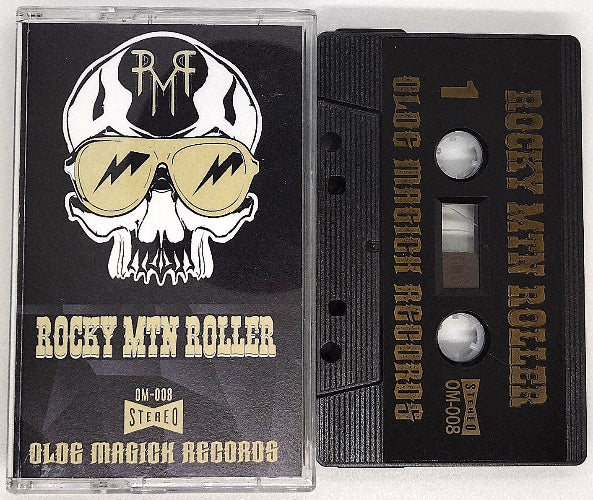 RMR
ROCKY MTN ROLLER
OM-008
STEREO
OLDE MAGICK RECORDS
1
ROCKY MTN ROLLER
OLDE MAGICK RECORDS
STEREO
OM-008